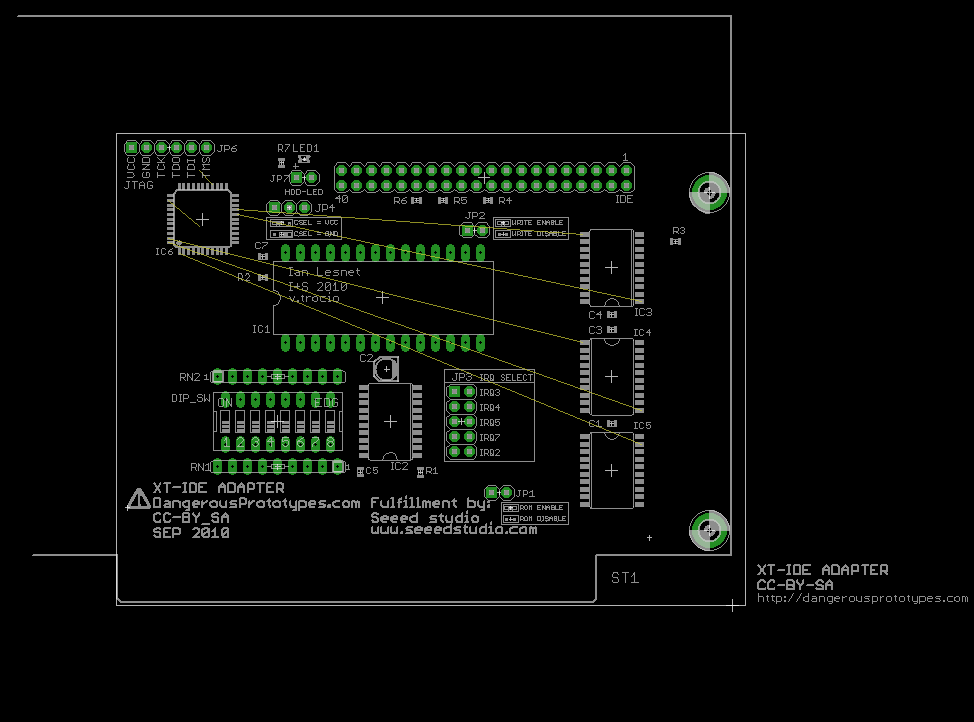 VCC
GND
TCK
TDO
TDI
TMS
JP6
JTAG
R7
LED1
JP7
HDD-LED
1
40
IDE
R6
R5
R4
JP4
CSEL = VCC
CSEL = GND
JP2
WRITE ENABLE
WRITE DISABLE
R3
IC6
C7
R2
Ian Lesnet
I+S 2010
v.trocio
IC1
C4
IC3
C3
IC4
C2
RN2
1
JP3
IRQ SELECT
IRQ3
IRQ4
IRQ5
IRQ7
IRQ2
DIP_SW
ON
EDG
1 2 3 4 5 6 7 8
C1
IC5
RN1
1
C5
IC2
R1
XT-IDE ADAPTER
DangerousPrototypes.com
CC-BY_SA
SEP 2010
Fulfillment by:
Seeed studio
www.seeedstudio.com
JP1
ROM ENABLE
ROM DISABLE
ST1
XT-IDE ADAPTER
CC-BY-SA
http://dangerousprototypes.com